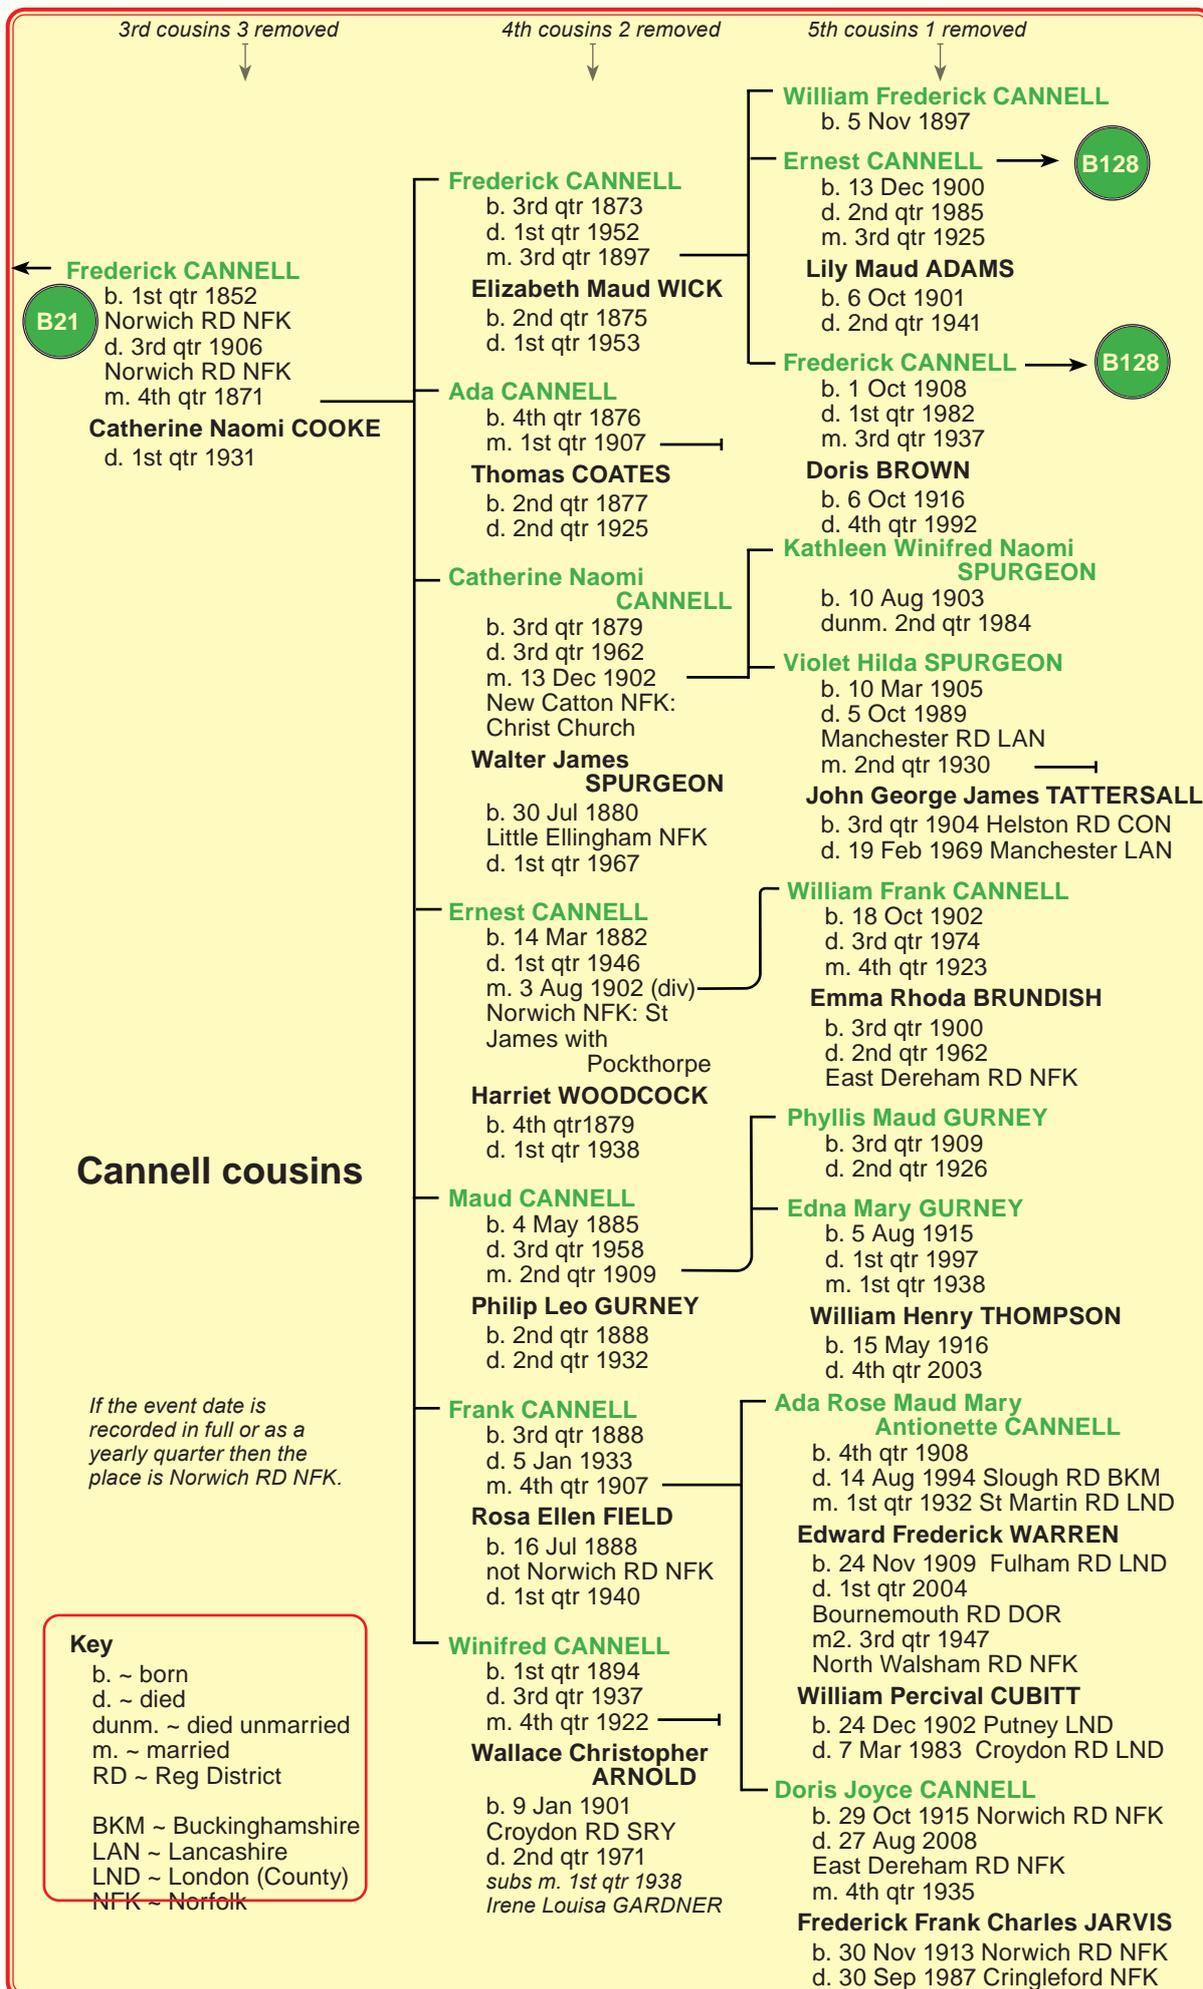 3rd cousins 3 removed
4th cousins 2 removed
5th cousins 1 removed
Frederick CANNELL
B21
b. 1st qtr 1852
Norwich RD NFK
d. 3rd qtr 1906
Norwich RD NFK
m. 4th qtr 1871
Catherine Naomi COOKE
d. 1st qtr 1931
Cannell cousins
If the event date is
recorded in full or as a
yearly quarter then the
place is Norwich RD NFK.
Key
b. ~ born
d. ~ died
dunm. ~ died unmarried
m. ~ married
RD ~ Reg District
BKM ~ Buckinghamshire
LAN ~ Lancashire
LND ~ London (County)
NFK ~ Norfolk
Frederick CANNELL
b. 3rd qtr 1873
d. 1st qtr 1952
m. 3rd qtr 1897
Elizabeth Maud WICK
b. 2nd qtr 1875
d. 1st qtr 1953
Ada CANNELL
b. 4th qtr 1876
m. 1st qtr 1907
Thomas COATES
b. 2nd qtr 1877
d. 2nd qtr 1925
Catherine Naomi
CANNELL
b. 3rd qtr 1879
d. 3rd qtr 1962
m. 13 Dec 1902
New Catton NFK:
Christ Church
Walter James
SPURGEON
b. 30 Jul 1880
Little Ellingham NFK
d. 1st qtr 1967
Ernest CANNELL
b. 14 Mar 1882
d. 1st qtr 1946
m. 3 Aug 1902 (div)
Norwich NFK: St
James with
Pockthorpe
Harriet WOODCOCK
b. 4th qtr1879
d. 1st qtr 1938
Maud CANNELL
b. 4 May 1885
d. 3rd qtr 1958
m. 2nd qtr 1909
Philip Leo GURNEY
b. 2nd qtr 1888
d. 2nd qtr 1932
Frank CANNELL
b. 3rd qtr 1888
d. 5 Jan 1933
m. 4th qtr 1907
Rosa Ellen FIELD
b. 16 Jul 1888
not Norwich RD NFK
d. 1st qtr 1940
Winifred CANNELL
b. 1st qtr 1894
d. 3rd qtr 1937
m. 4th qtr 1922
Wallace Christopher
ARNOLD
b. 9 Jan 1901
Croydon RD SRY
d. 2nd qtr 1971
subs m. 1st qtr 1938
Irene Louisa GARDNER
William Frederick CANNELL
b. 5 Nov 1897
Ernest CANNELL
B128
b. 13 Dec 1900
d. 2nd qtr 1985
m. 3rd qtr 1925
Lily Maud ADAMS
b. 6 Oct 1901
d. 2nd qtr 1941
Frederick CANNELL
B128
b. 1 Oct 1908
d. 1st qtr 1982
m. 3rd qtr 1937
Doris BROWN
b. 6 Oct 1916
d. 4th qtr 1992
Kathleen Winifred Naomi
SPURGEON
b. 10 Aug 1903
dunm. 2nd qtr 1984
Violet Hilda SPURGEON
b. 10 Mar 1905
d. 5 Oct 1989
Manchester RD LAN
m. 2nd qtr 1930
John George James TATTERSALL
b. 3rd qtr 1904 Helston RD CON
d. 19 Feb 1969 Manchester LAN
William Frank CANNELL
b. 18 Oct 1902
d. 3rd qtr 1974
m. 4th qtr 1923
Emma Rhoda BRUNDISH
b. 3rd qtr 1900
d. 2nd qtr 1962
East Dereham RD NFK
Phyllis Maud GURNEY
b. 3rd qtr 1909
d. 2nd qtr 1926
Edna Mary GURNEY
b. 5 Aug 1915
d. 1st qtr 1997
m. 1st qtr 1938
William Henry THOMPSON
b. 15 May 1916
d. 4th qtr 2003
Ada Rose Maud Mary
Antionette CANNELL
b. 4th qtr 1908
d. 14 Aug 1994 Slough RD BKM
m. 1st qtr 1932 St Martin RD LND
Edward Frederick WARREN
b. 24 Nov 1909 Fulham RD LND
d. 1st qtr 2004
Bournemouth RD DOR
m2. 3rd qtr 1947
North Walsham RD NFK
William Percival CUBITT
b. 24 Dec 1902 Putney LND
d. 7 Mar 1983 Croydon RD LND
Doris Joyce CANNELL
b. 29 Oct 1915 Norwich RD NFK
d. 27 Aug 2008
East Dereham RD NFK
m. 4th qtr 1935
Frederick Frank Charles JARVIS
b. 30 Nov 1913 Norwich RD NFK
d. 30 Sep 1987 Cringleford NFK